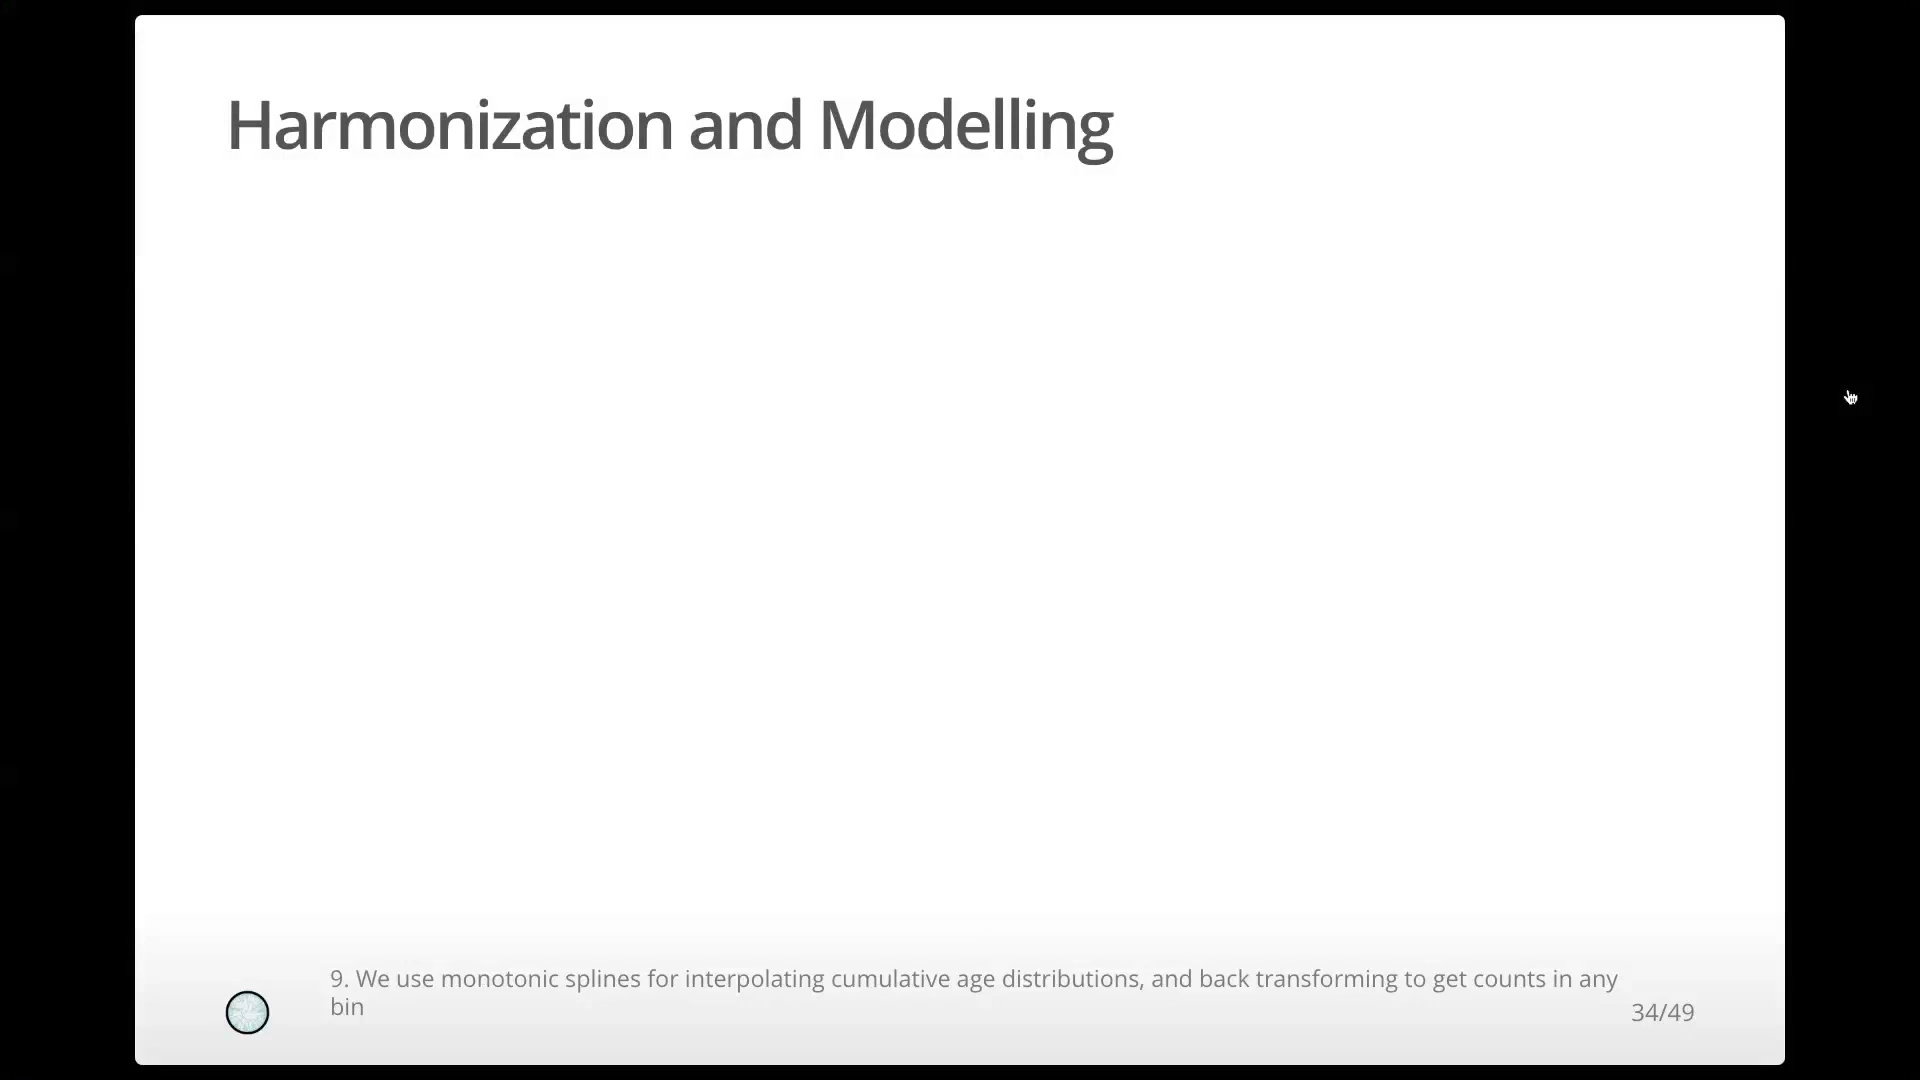 Harmonization and Modelling
9. We use monotonic splines for interpolating cumulative age distributions, and back transforming to get counts in any
bin
34/49